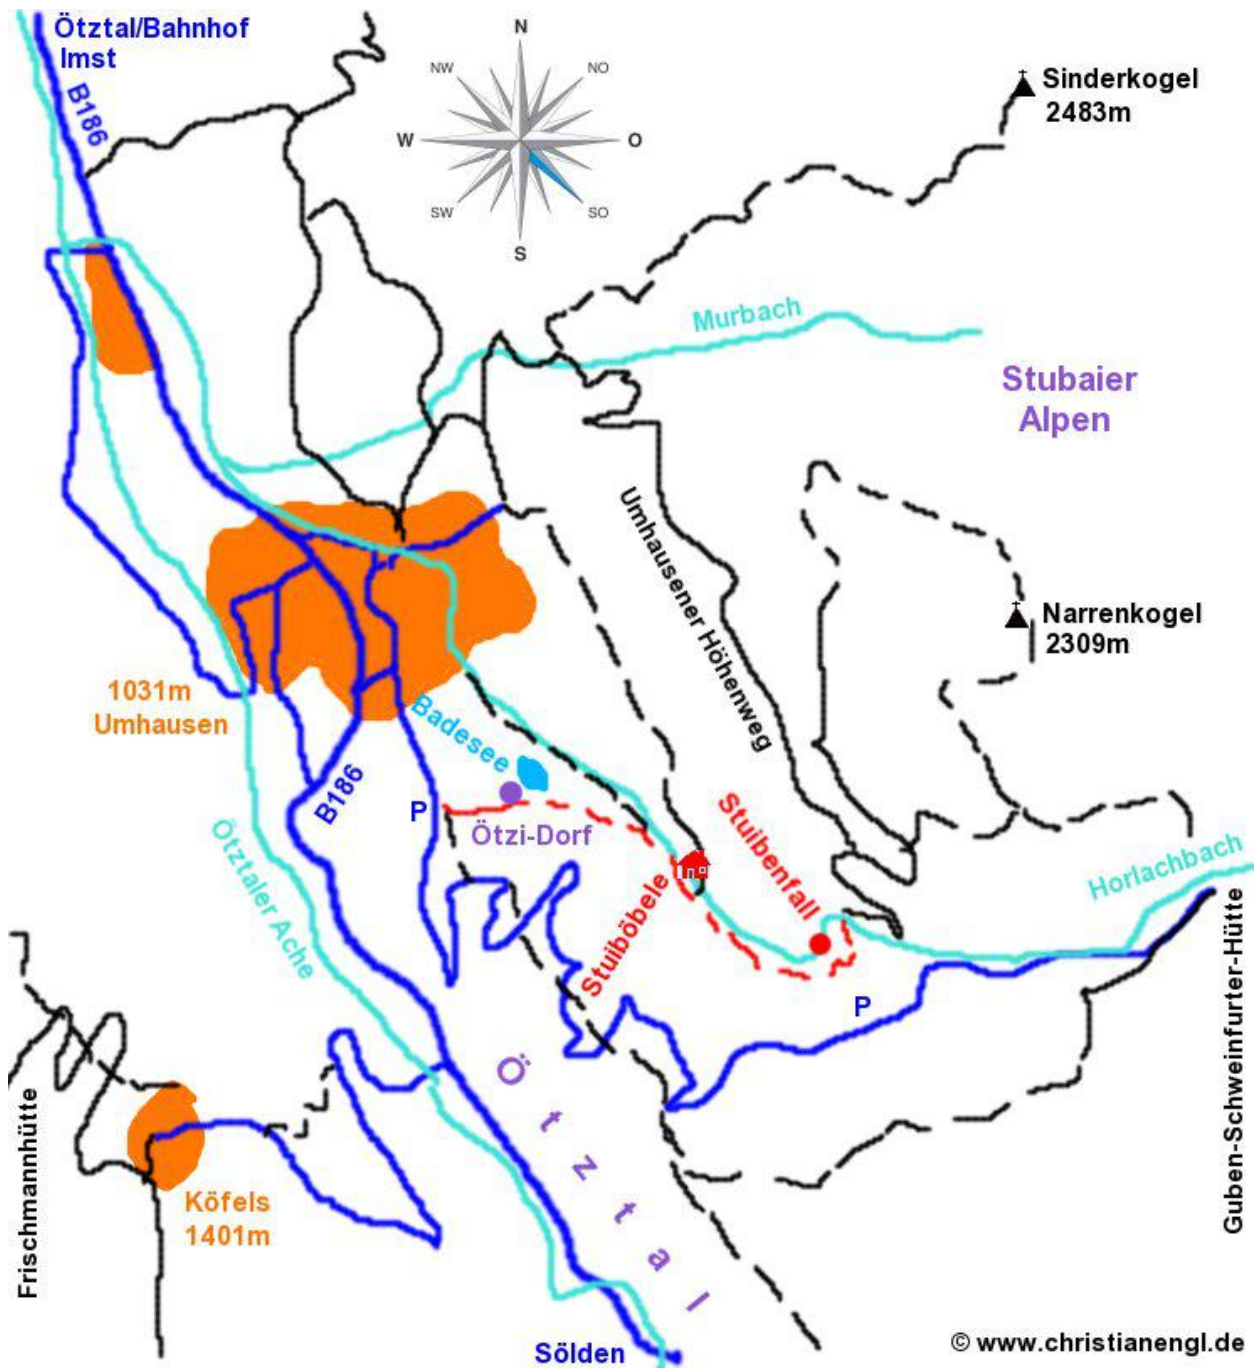 Ötztal/Bahnhof
Imst
B186
N
NW
NO
W
O
SW
SO
S
Sinderkogel
2483m
Murbach
Stubaier
Alpen
Umhausener Höhenweg
Narrenkogel
2309m
1031m
Umhausen
Badesee
B186
P
Ötzi-Dorf
Stuibenfall
Stuiböbele
Horlachbach
Ötztaler Ache
P
Guben-Schweinfurter-Hütte
Ötztal
Frischmannhütte
Köfels
1401m
Sölden
© www.christianengl.de